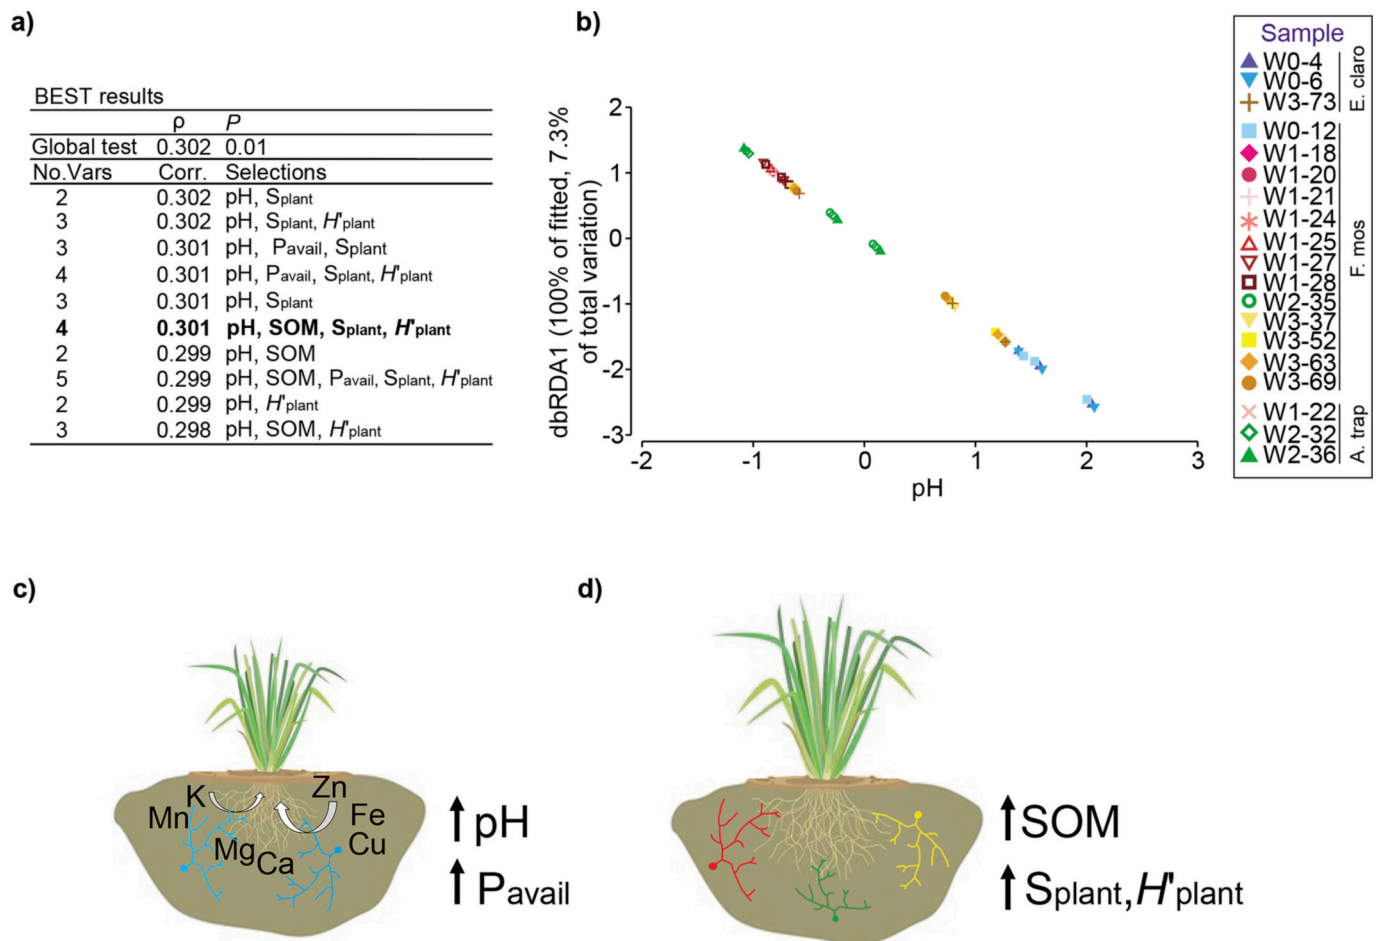 a)
BEST results
ρ P
Global test 0.302 0.01
No.Vars Corr. Selections
2 0.302 pH, Splant
3 0.302 pH, Splant, H'plant
3 0.301 pH, Pavail, Splant
4 0.301 pH, Pavail, Splant, H'plant
3 0.301 pH, Splant
4 0.301 pH, SOM, Splant, H'plant
2 0.299 pH, SOM
5 0.299 pH, SOM, Pavail, Splant, H'plant
2 0.299 pH, H'plant
3 0.298 pH, SOM, H'plant
b)
dbRDA1 (100% of fitted, 7.3%
of total variation)
2
1
0
-1
-2
-3
-2 -1 0 1 2 3
pH
Sample
W0-4
W0-6
W3-73
E. claro
W0-12
W1-18
W1-20
W1-21
W1-24
W1-25
W1-27
W1-28
W2-35
W3-37
W3-52
W3-63
W3-69
F. mos
W1-22
W2-32
W2-36
A. trap
c)
K Zn
Mn Fe
Mg Ca Cu
pH
Pavail
d)
SOM
Splant, H'plant